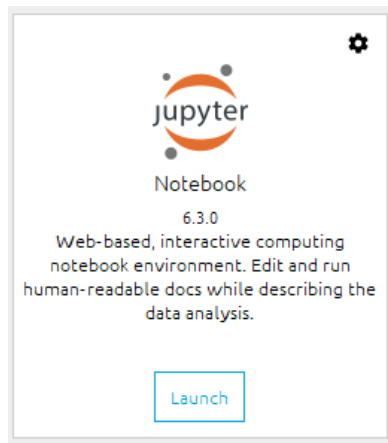 jupyter
Notebook
6.3.0
Web-based, interactive computing
notebook environment. Edit and run
human-readable docs while describing the
data analysis.
Launch